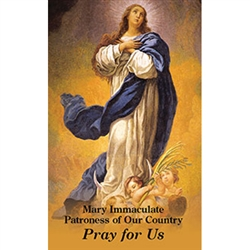 Mary Immaculate
Patroness of Our Country
Pray for Us